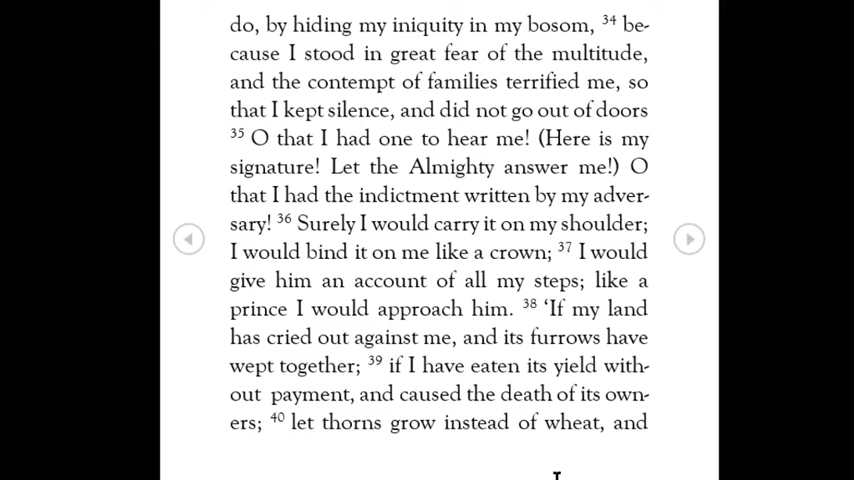 do, by hiding my iniquity in my bosom, 34 be-
cause I stood in great fear of the multitude,
and the contempt of families terrified me, so
that I kept silence, and did not go out of doors
35 O that I had one to hear me! (Here is my
signature! Let the Almighty answer me!) O
that I had the indictment written by my adver-
sary! 36 Surely I would carry it on my shoulder;
I would bind it on me like a crown; 37 I would
give him an account of all my steps; like a
prince I would approach him. 38 ‘If my land
has cried out against me, and its furrows have
wept together; 39 if I have eaten its yield with-
out payment, and caused the death of its own-
ers; 40 let thorns grow instead of wheat, and